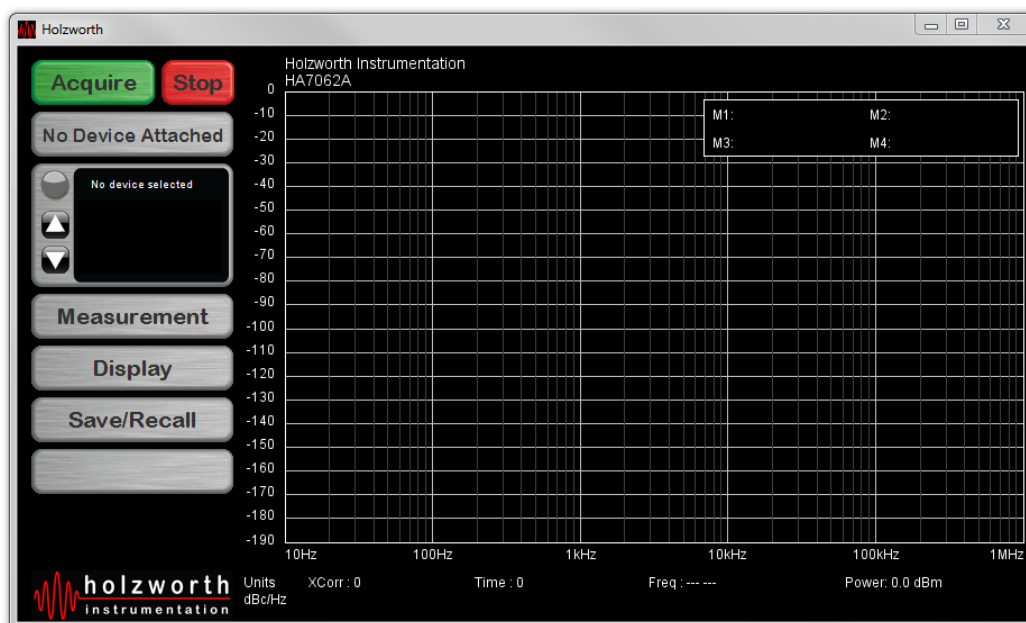 Holzworth
Acquire
Stop
No Device Attached
No device selected
Measurement
Display
Save/Recall
holzworth
instrumentation
Holzworth Instrumentation
HA7062A
M1:
M2:
M3:
M4:
0
-10
-20
-30
-40
-50
-60
-70
-80
-90
-100
-110
-120
-130
-140
-150
-160
-170
-180
-190
10Hz
100Hz
1kHz
10kHz
100kHz
1MHz
Units
dBc/Hz
XCorr : 0
Time : 0
Freq : --- ---
Power: 0.0 dBm